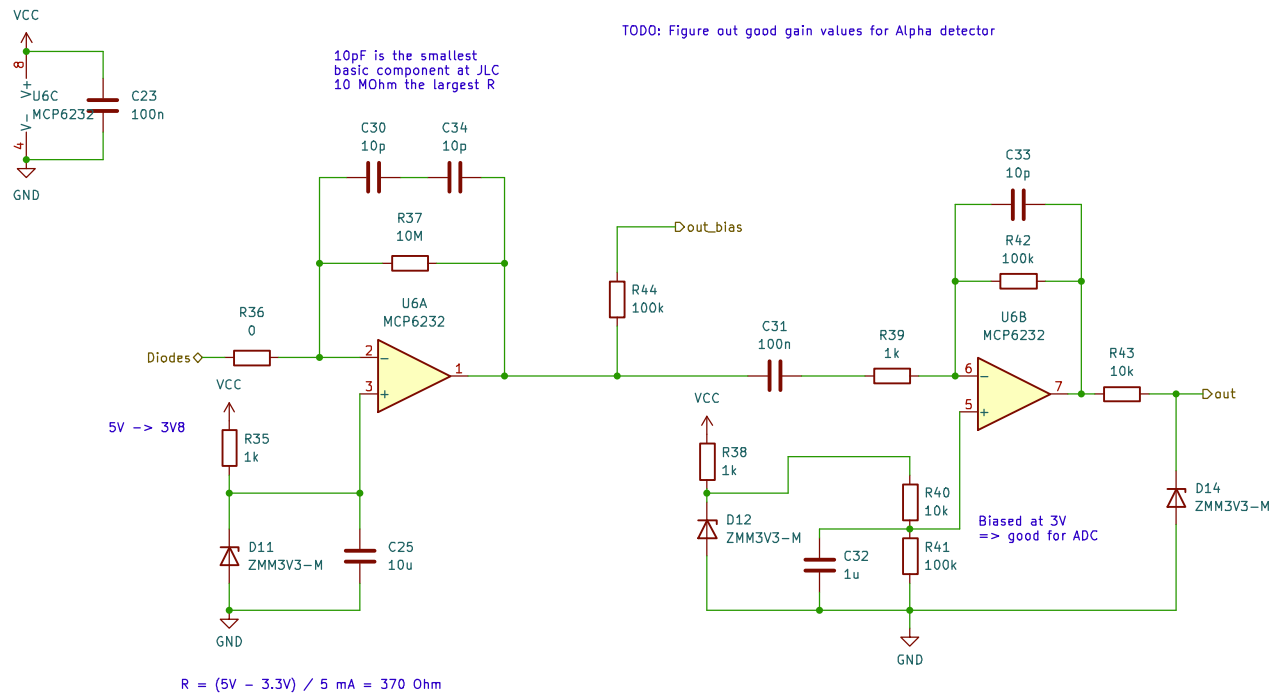 VCC
TODO: Figure out good gain values for Alpha detector
10pF is the smallest
basic component at JLC
10 MOhm the largest R
8
V+
U6C
MCP6232
V-
4
C23
100n
GND
C30
10p
C34
10p
C33
10p
R37
10M
out_bias
R42
100k
R44
100k
U6A
MCP6232
R36
0
Diodes
2
-
3
+
1
C31
100n
R39
1k
U6B
MCP6232
6
-
5
+
7
R43
10k
out
VCC
5V -> 3V8
R35
1k
VCC
R38
1k
R40
10k
D14
ZMM3V3-M
D12
ZMM3V3-M
Biased at 3V
=> good for ADC
D11
ZMM3V3-M
C25
10u
C32
1u
R41
100k
GND
GND
R = (5V - 3.3V) / 5 mA = 370 Ohm